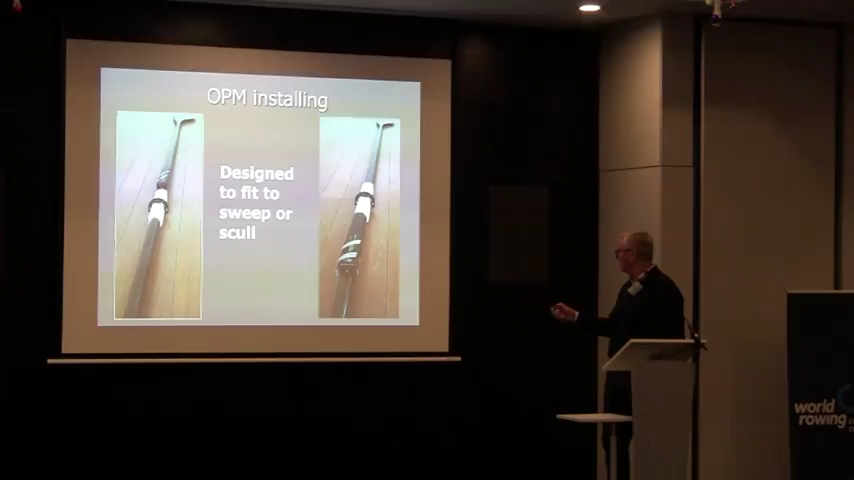 OPM installing
Designed
to fit to
sweep or
scull
world
rowing